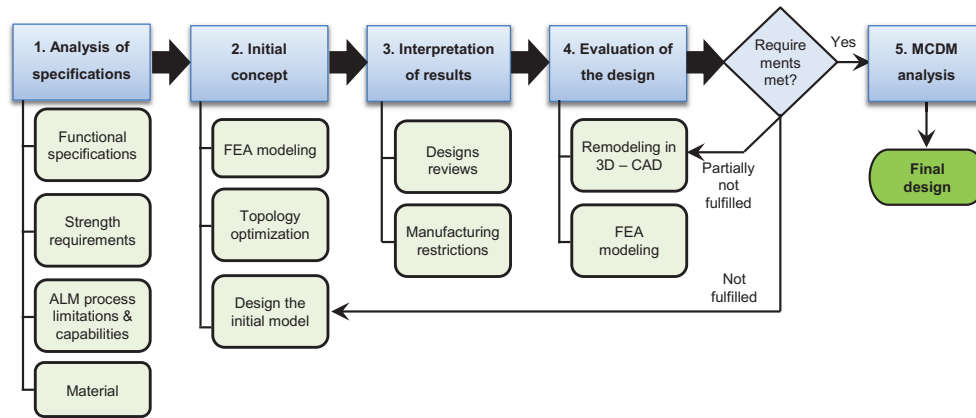 1. Analysis of
specifications
Functional
specifications
Strength
requirements
ALM process
limitations &
capabilities
Material
2. Initial
concept
FEA modeling
Topology
optimization
Design the
initial model
3. Interpretation
of results
Designs
reviews
Manufacturing
restrictions
4. Evaluation of
the design
Remodeling in
3D – CAD
FEA
modeling
Require
ments
met?
Yes
Partially
not
fulfilled
Not
fulfilled
5. MCDM
analysis
Final
design